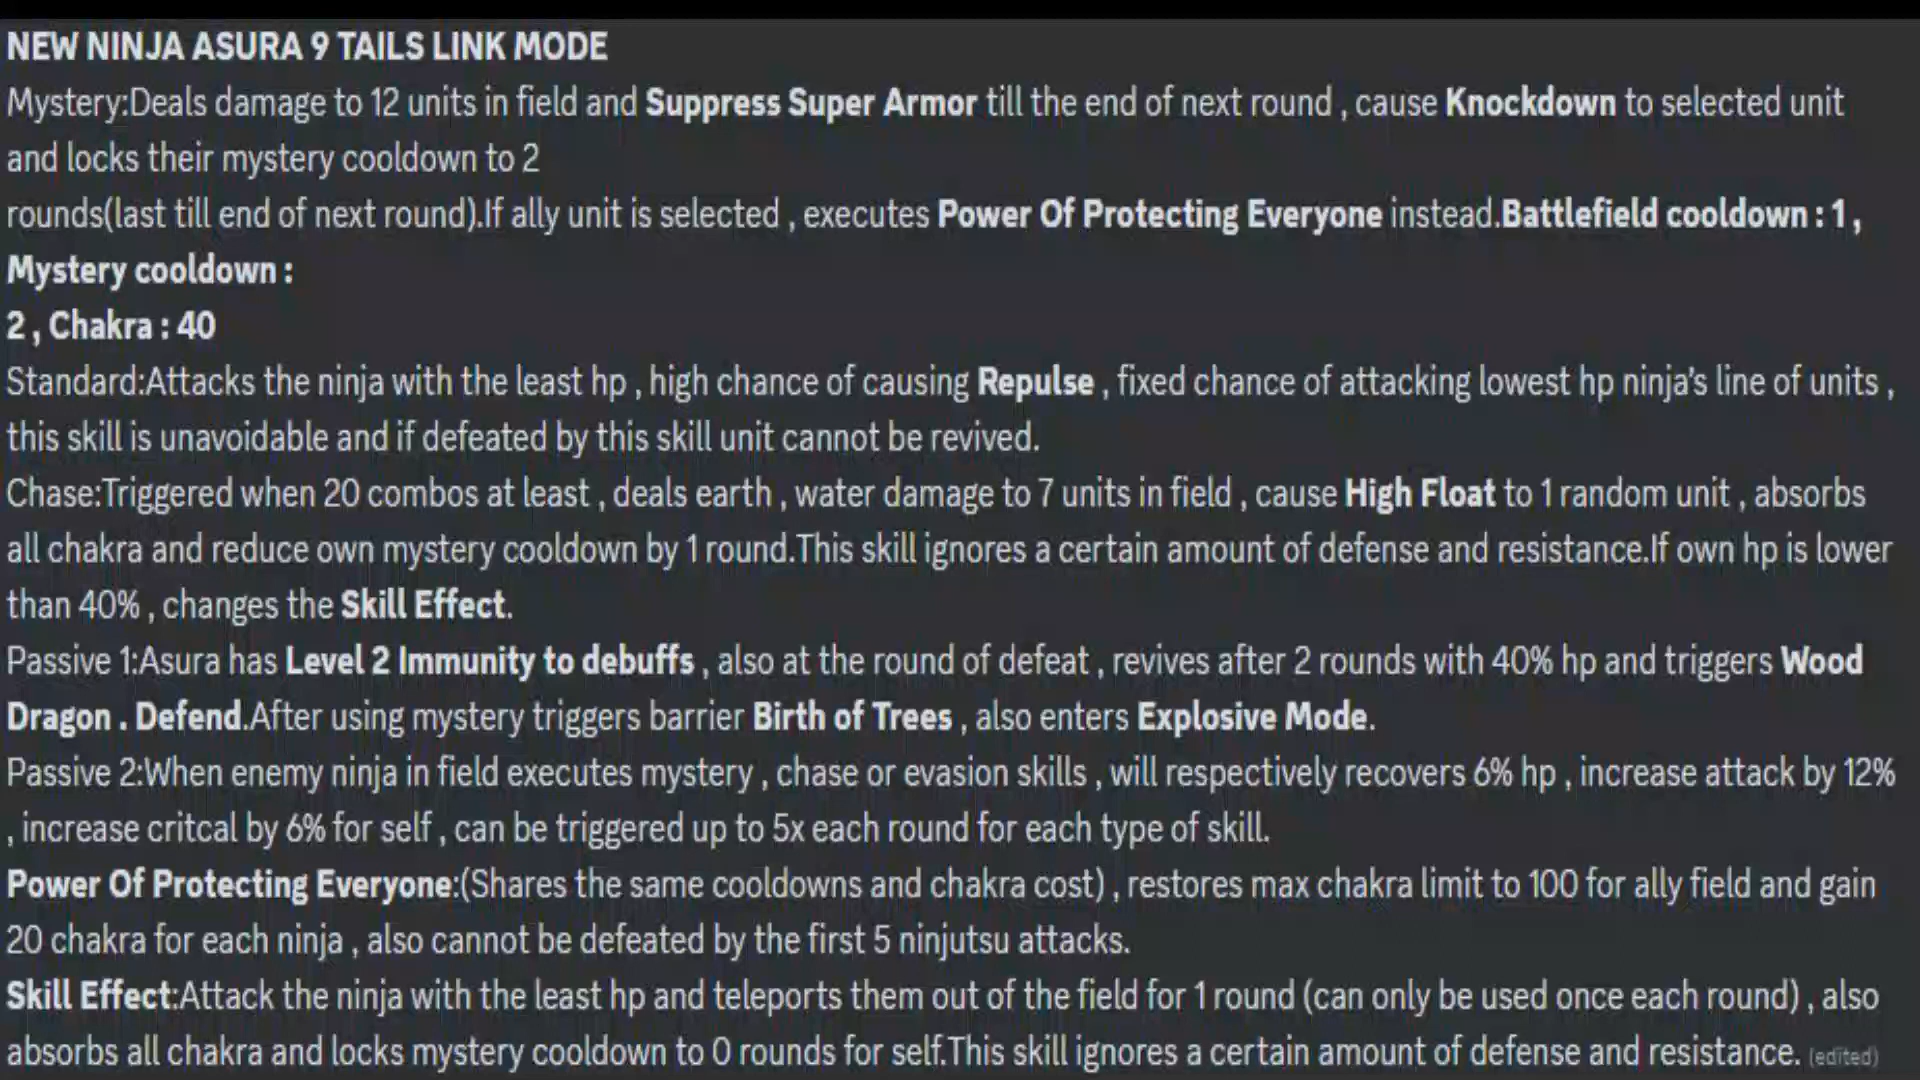 NEW NINJA ASURA 9 TAILS LINK MODE
Mystery:Deals damage to 12 units in field and Suppress Super Armor till the end of next round , cause Knockdown to selected unit
and locks their mystery cooldown to 2
rounds(last till end of next round).If ally unit is selected , executes Power Of Protecting Everyone instead.Battlefield cooldown : 1 ,
Mystery cooldown :
2 , Chakra : 40
Standard:Attacks the ninja with the least hp , high chance of causing Repulse , fixed chance of attacking lowest hp ninja's line of units ,
this skill is unavoidable and if defeated by this skill unit cannot be revived.
Chase:Triggered when 20 combos at least , deals earth , water damage to 7 units in field , cause High Float to 1 random unit , absorbs
all chakra and reduce own mystery cooldown by 1 round.This skill ignores a certain amount of defense and resistance.If own hp is lower
than 40% , changes the Skill Effect.
Passive 1:Asura has Level 2 Immunity to debuffs , also at the round of defeat , revives after 2 rounds with 40% hp and triggers Wood
Dragon . Defend.After using mystery triggers barrier Birth of Trees , also enters Explosive Mode.
Passive 2:When enemy ninja in field executes mystery , chase or evasion skills , will respectively recovers 6% hp , increase attack by 12%
, increase critcal by 6% for self , can be triggered up to 5x each round for each type of skill.
Power Of Protecting Everyone:(Shares the same cooldowns and chakra cost) , restores max chakra limit to 100 for ally field and gain
20 chakra for each ninja , also cannot be defeated by the first 5 ninjutsu attacks.
Skill Effect:Attack the ninja with the least hp and teleports them out of the field for 1 round (can only be used once each round) , also
absorbs all chakra and locks mystery cooldown to 0 rounds for self.This skill ignores a certain amount of defense and resistance. (edited)